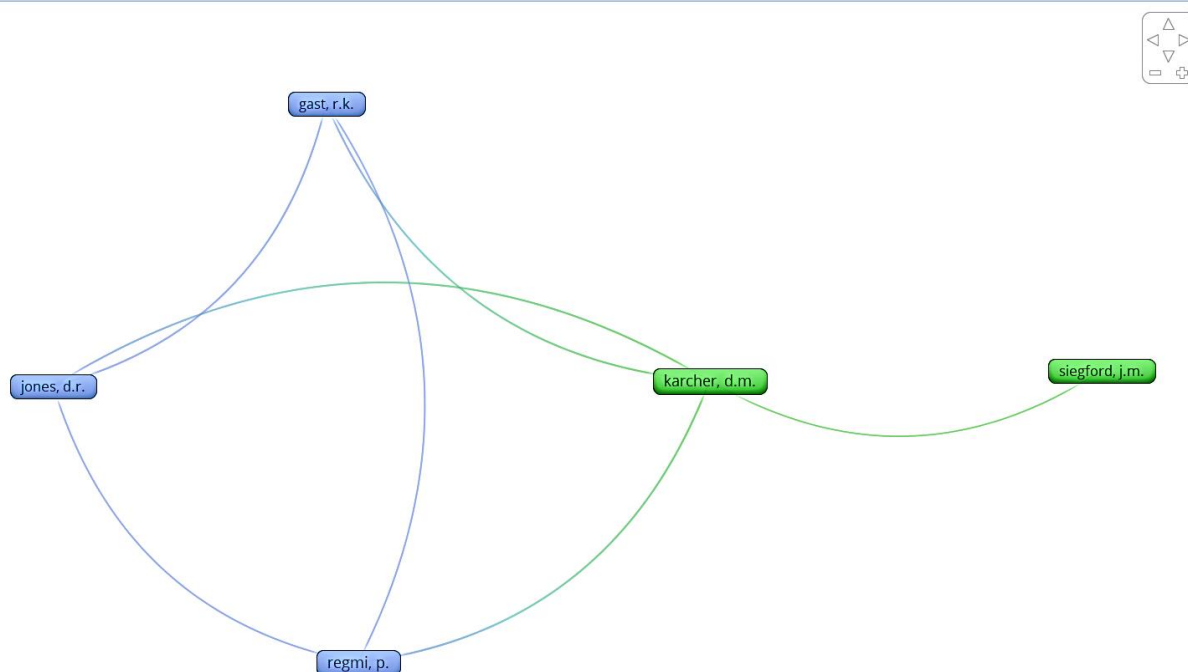 gast, r.k.
jones, d.r.
karcher, d.m.
siegford, j.m.
regmi, p.